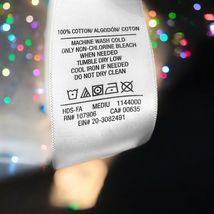 100% COTTON/ ALGODÓN/ COTON
MACHINE WASH COLD
ONLY NON-CHLORINE BLEACH
WHEN NEEDED
TUMBLE DRY LOW
COOL IRON IF NEEDED
DO NOT DRY CLEAN
HDS-FA MEDIU 1144000
RN# 107906 CA# 00635
EIN# 20-3082491